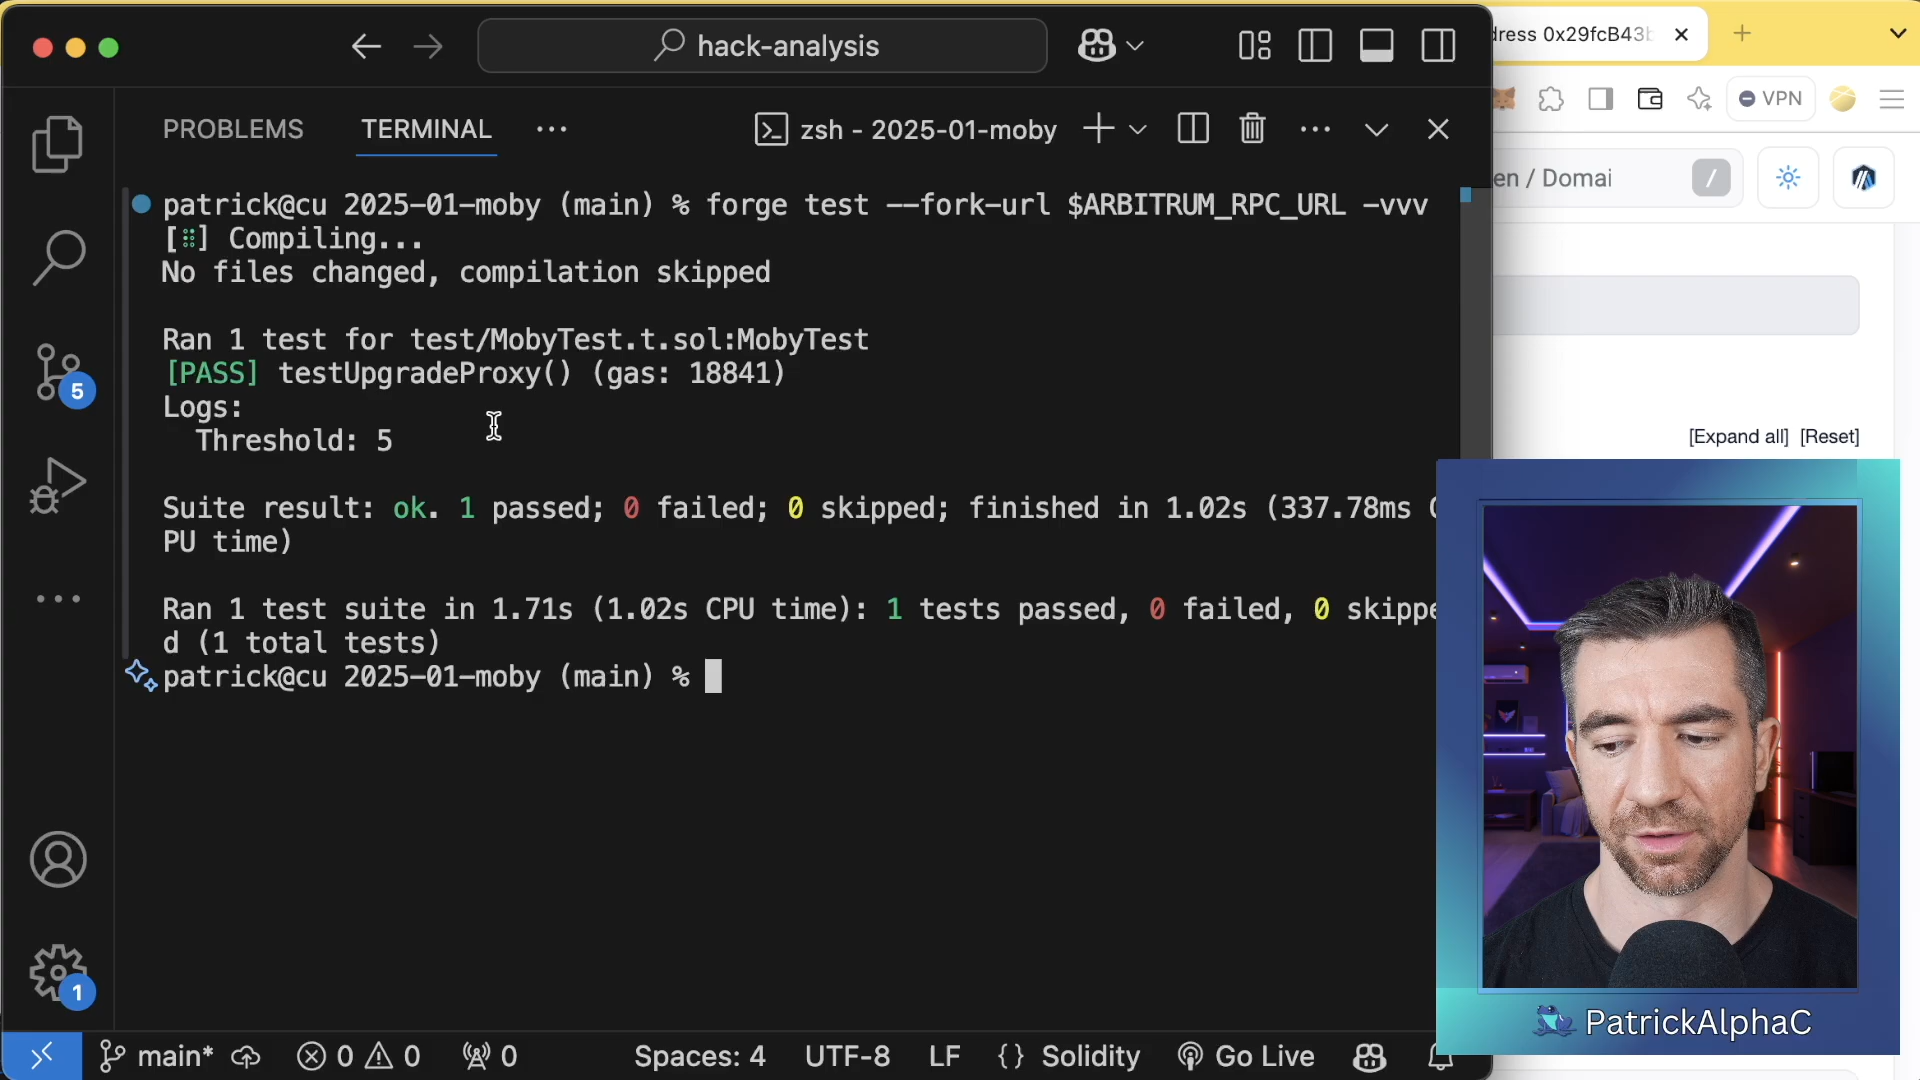 hack-analysis
dress 0x29fcB43b
VPN
PROBLEMS
TERMINAL
zsh - 2025-01-moby
en / Domai
/
patrick@cu 2025-01-moby (main) % forge test --fork-url $ARBITRUM_RPC_URL -vvv
[⠿] Compiling...
No files changed, compilation skipped
Ran 1 test for test/MobyTest.t.sol:MobyTest
[PASS] testUpgradeProxy() (gas: 18841)
Logs:
Threshold: 5
[Expand all] [Reset]
Suite result: ok. 1 passed; 0 failed; 0 skipped; finished in 1.02s (337.78ms C
PU time)
Ran 1 test suite in 1.71s (1.02s CPU time): 1 tests passed, 0 failed, 0 skippe
d (1 total tests)
patrick@cu 2025-01-moby (main) %
5
1
PatrickAlphaC
main* 0 0 0 Spaces: 4 UTF-8 LF {} Solidity Go Live